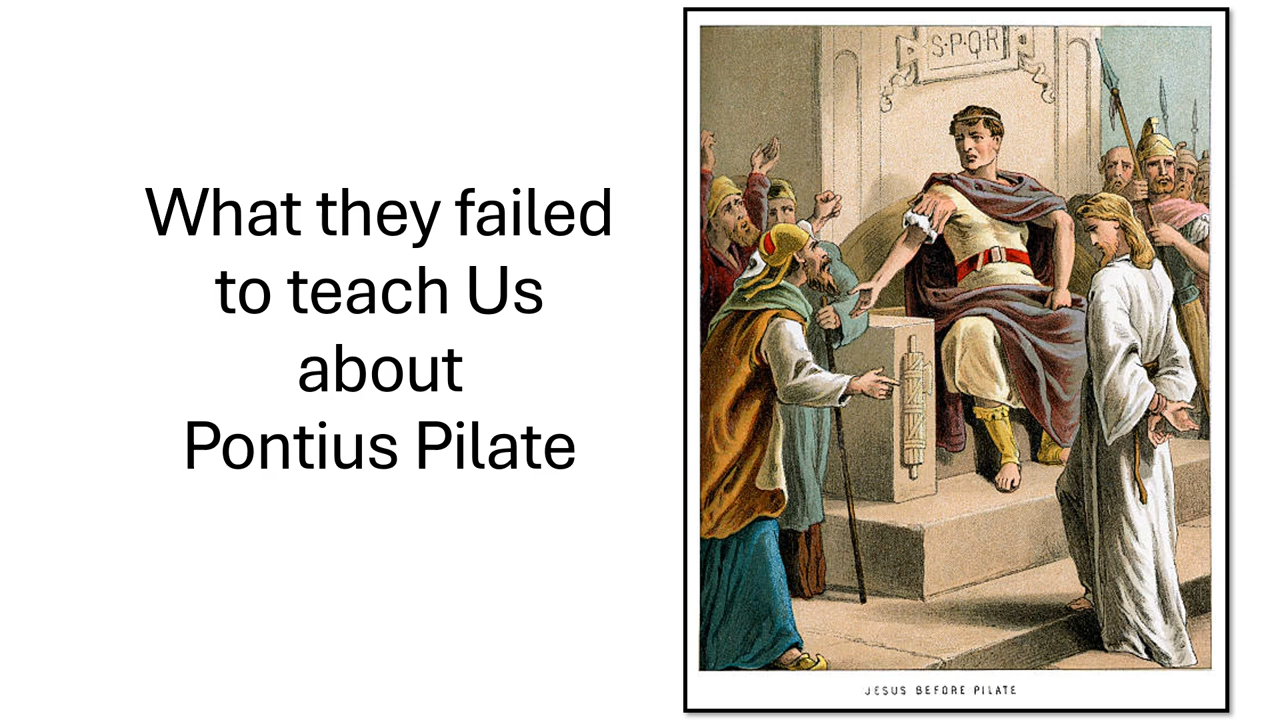 What they failed
to teach Us
about
Pontius Pilate
S·P·Q·R
JESUS BEFORE PILATE